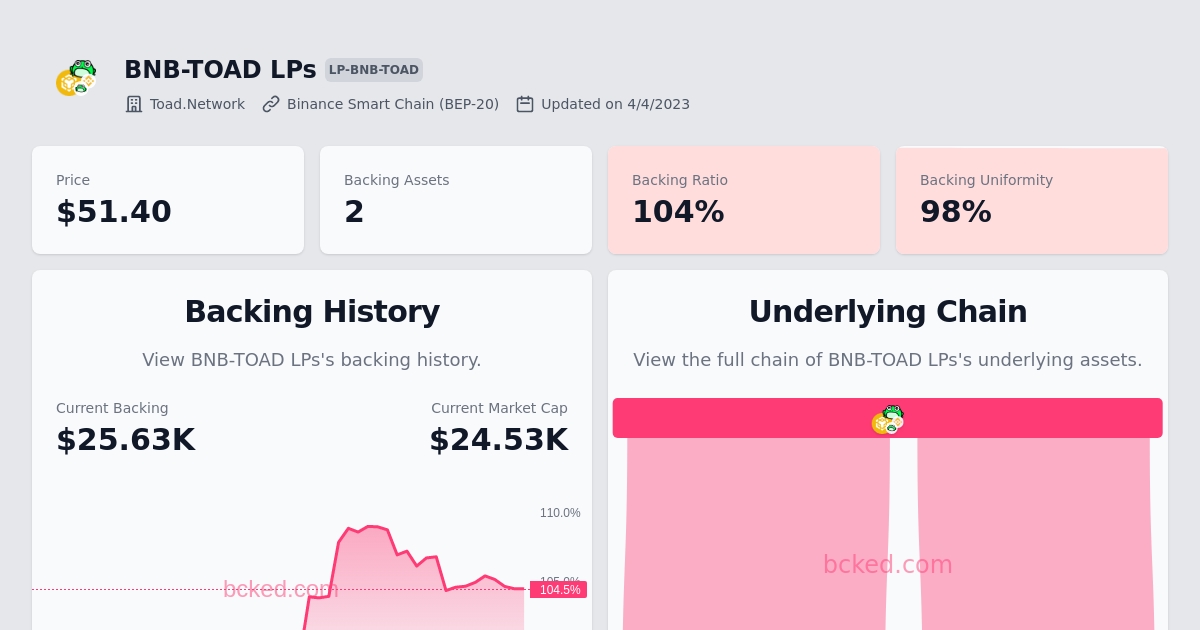 BNB-TOAD LPs LP-BNB-TOAD
Toad.Network Binance Smart Chain (BEP-20) Updated on 4/4/2023
Price
$51.40
Backing Assets
2
Backing Ratio
104%
Backing Uniformity
98%
Backing History
View BNB-TOAD LPs's backing history.
Current Backing
$25.63K
Current Market Cap
$24.53K
110.0%
105.0%
104.5%
bcked.com
Underlying Chain
View the full chain of BNB-TOAD LPs's underlying assets.
bcked.com